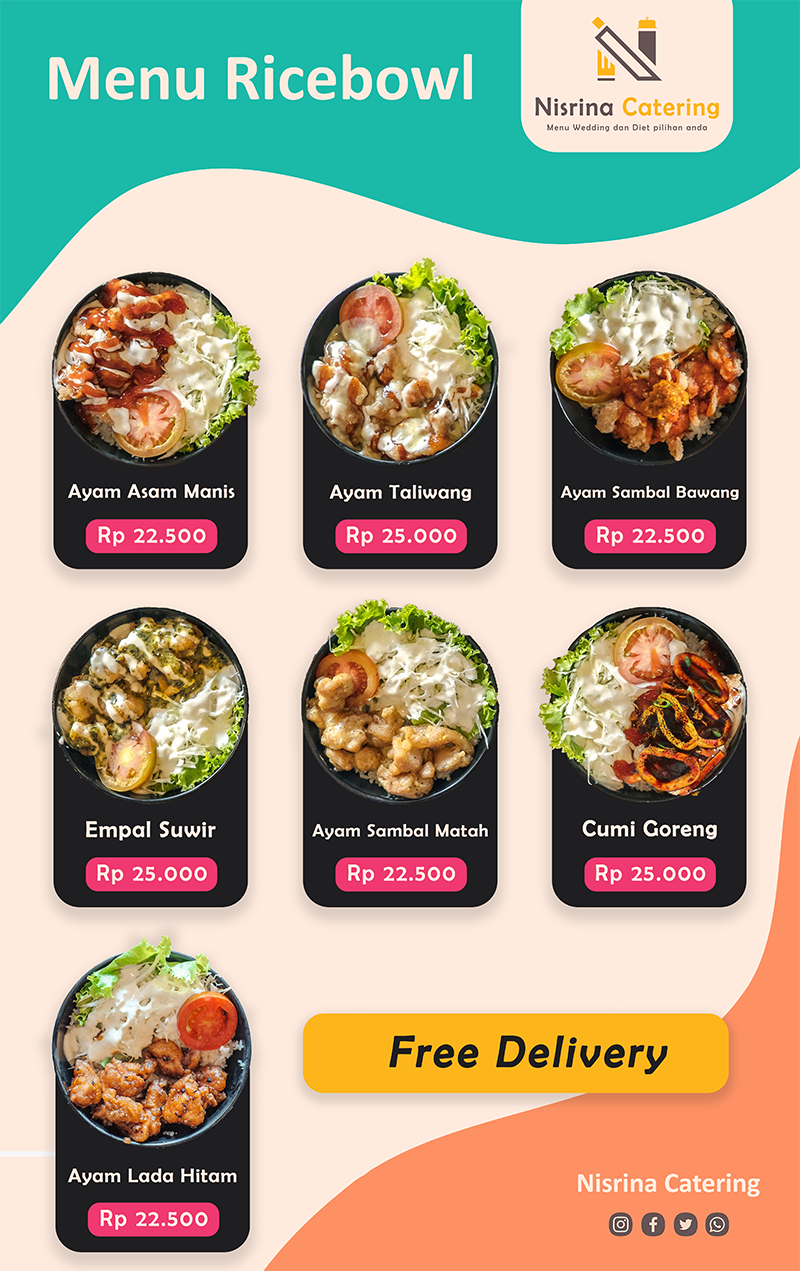 Menu Ricebowl
Nisrina Catering
Menu Wedding dan Diet pilihan anda
Ayam Asam Manis
Rp 22.500
Ayam Taliwang
Rp 25.000
Ayam Sambal Bawang
Rp 22.500
Empal Suwir
Rp 25.000
Ayam Sambal Matah
Rp 22.500
Cumi Goreng
Rp 25.000
Ayam Lada Hitam
Rp 22.500
Free Delivery
Nisrina Catering